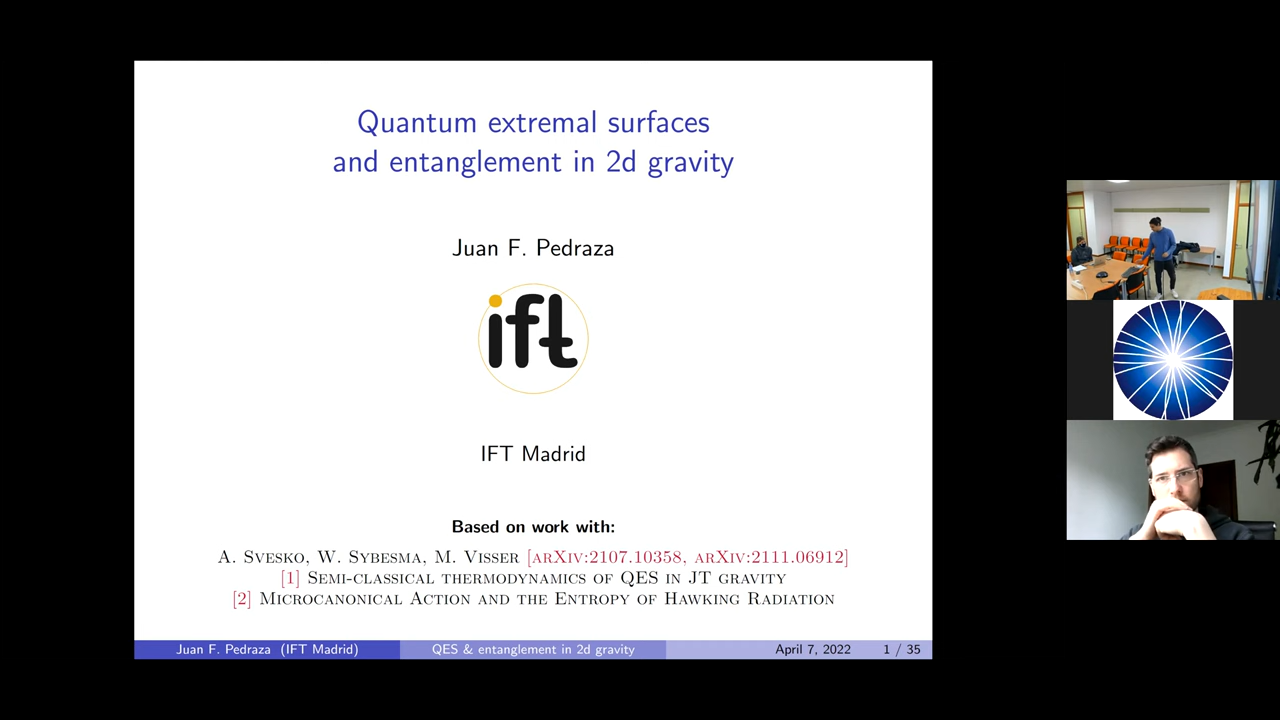 Quantum extremal surfaces
and entanglement in 2d gravity
Juan F. Pedraza
ift
IFT Madrid
Based on work with:
A. Svesko, W. Sybesma, M. Visser [arXiv:2107.10358, arXiv:2111.06912]
[1] Semi-classical thermodynamics of QES in JT gravity
[2] Microcanonical Action and the Entropy of Hawking Radiation
Juan F. Pedraza (IFT Madrid) QES & entanglement in 2d gravity April 7, 2022 1 / 35